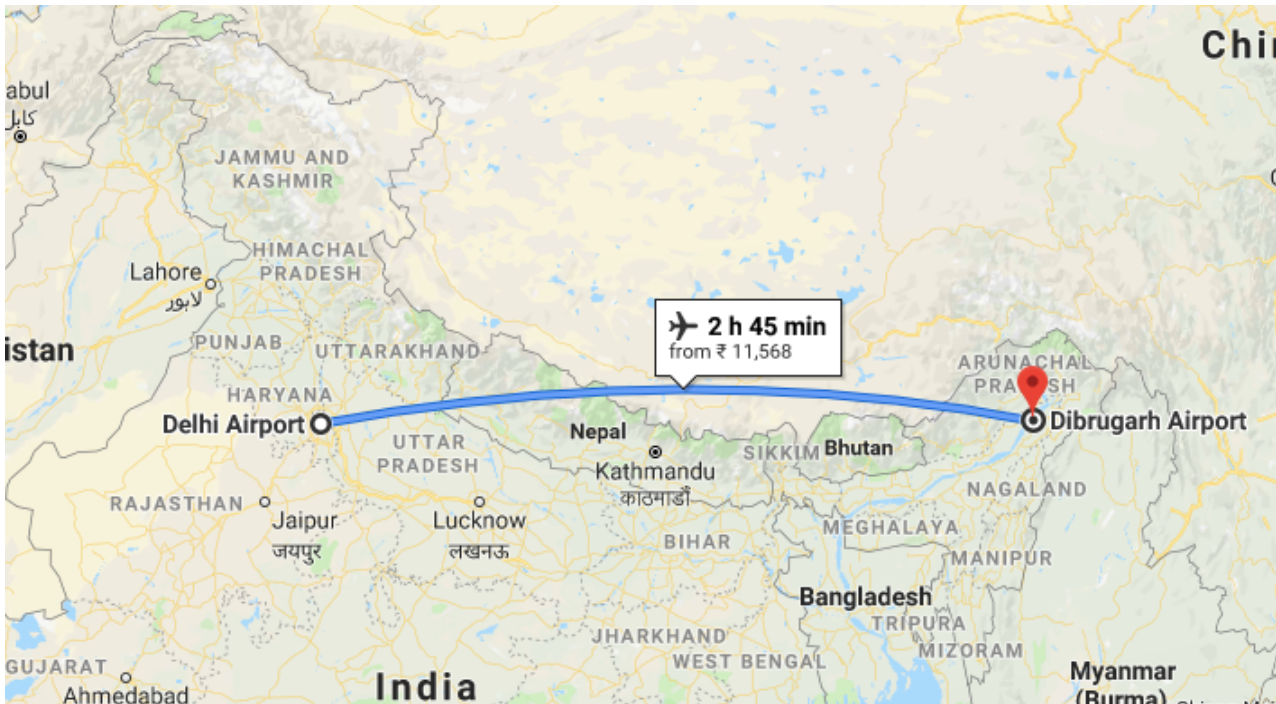 Chi
abul
کابل
JAMMU AND
KASHMIR
HIMACHAL
PRADESH
Lahore
لاہور
2 h 45 min
from ₹ 11,568
istan
PUNJAB
UTTARAKHAND
ARUNACHAL
PRADESH
HARYANA
Delhi Airport
Dibrugarh Airport
Nepal
UTTAR
PRADESH
SIKKIM
Bhutan
Kathmandu
काठमाडौं
RAJASTHAN
NAGALAND
Jaipur
जयपुर
Lucknow
लखनऊ
MEGHALAYA
BIHAR
MANIPUR
Bangladesh
TRIPURA
JHARKHAND
MIZORAM
WEST BENGAL
GUJARAT
Ahmedabad
India
Myanmar
(Burma)